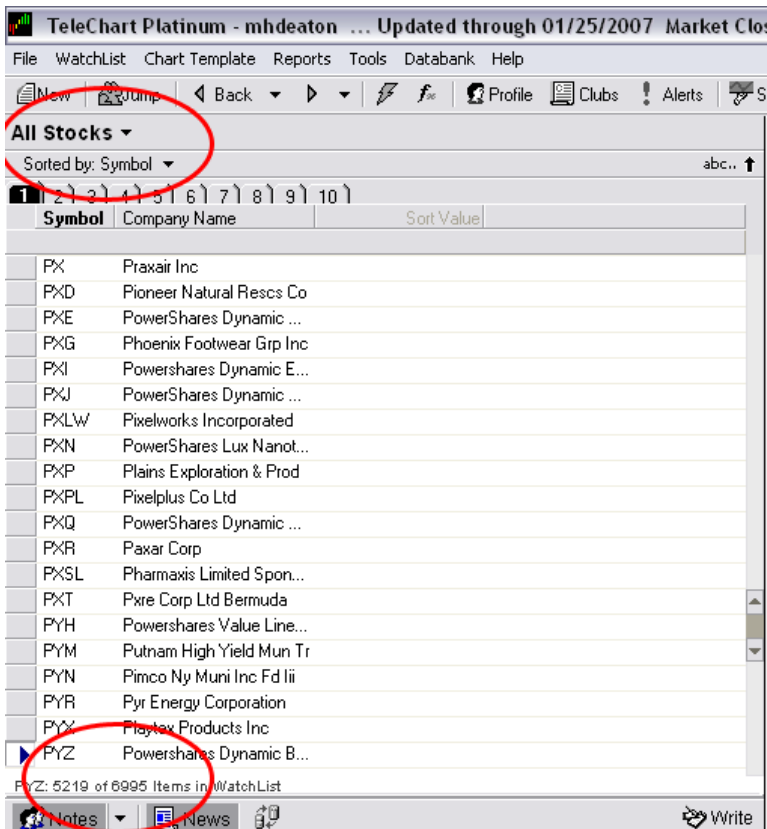 TeleChart Platinum - mhdeaton ... Updated through 01/25/2007 Market Clos
File WatchList Chart Template Reports Tools Databank Help
New Jump Back Profile Clubs Alerts S
All Stocks
Sorted by: Symbol abc..
1 2 3 4 5 6 7 8 9 10
Symbol Company Name Sort Value
PX Praxair Inc
PXD Pioneer Natural Rescs Co
PXE PowerShares Dynamic ...
PXG Phoenix Footwear Grp Inc
PXI Powershares Dynamic E...
PXJ PowerShares Dynamic ...
PXLW Pixelworks Incorporated
PXN PowerShares Lux Nanot...
PXP Plains Exploration & Prod
PXPL Pixelplus Co Ltd
PXQ PowerShares Dynamic ...
PXR Paxar Corp
PXSL Pharmaxis Limited Spon...
PXT Pxre Corp Ltd Bermuda
PYH Powershares Value Line...
PYM Putnam High Yield Mun Tr
PYN Pimco Ny Muni Inc Fd Iii
PYR Pyr Energy Corporation
PYX Playtex Products Inc
PYZ Powershares Dynamic B...
PYZ: 5219 of 6995 Items in WatchList
Notes News Write